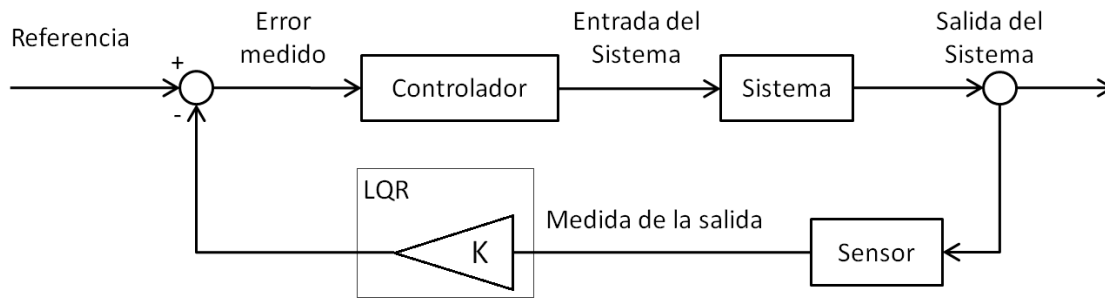 Referencia
+
-
Error
medido
Controlador
Entrada del
Sistema
Sistema
Salida del
Sistema
LQR
K
Medida de la salida
Sensor